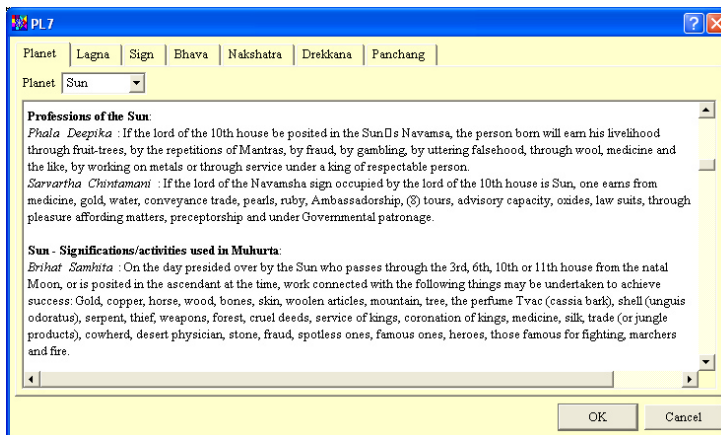 PL7
Planet Lagna Sign Bhava Nakshatra Drekkana Panchang
Planet Sun
Professions of the Sun:
Phala Deepika : If the lord of the 10th house be posited in the Sun□s Navamsa, the person born will earn his livelihood
through fruit-trees, by the repetitions of Mantras, by fraud, by gambling, by uttering falsehood, through wool, medicine and
the like, by working on metals or through service under a king of respectable person.
Sarvartha Chintamani : If the lord of the Navamsha sign occupied by the lord of the 10th house is Sun, one earns from
medicine, gold, water, conveyance trade, pearls, ruby, Ambassadorship, (8) tours, advisory capacity, oxides, law suits, through
pleasure affording matters, preceptorship and under Governmental patronage.
Sun - Significations/activities used in Muhurta:
Brihat Samhita : On the day presided over by the Sun who passes through the 3rd, 6th, 10th or 11th house from the natal
Moon, or is posited in the ascendant at the time, work connected with the following things may be undertaken to achieve
success: Gold, copper, horse, wood, bones, skin, woolen articles, mountain, tree, the perfume Tvac (cassia bark), shell (unguis
odoratus), serpent, thief, weapons, forest, cruel deeds, service of kings, coronation of kings, medicine, silk, trade (or jungle
products), cowherd, desert physician, stone, fraud, spotless ones, famous ones, heroes, those famous for fighting, marchers
and fire.
OK Cancel